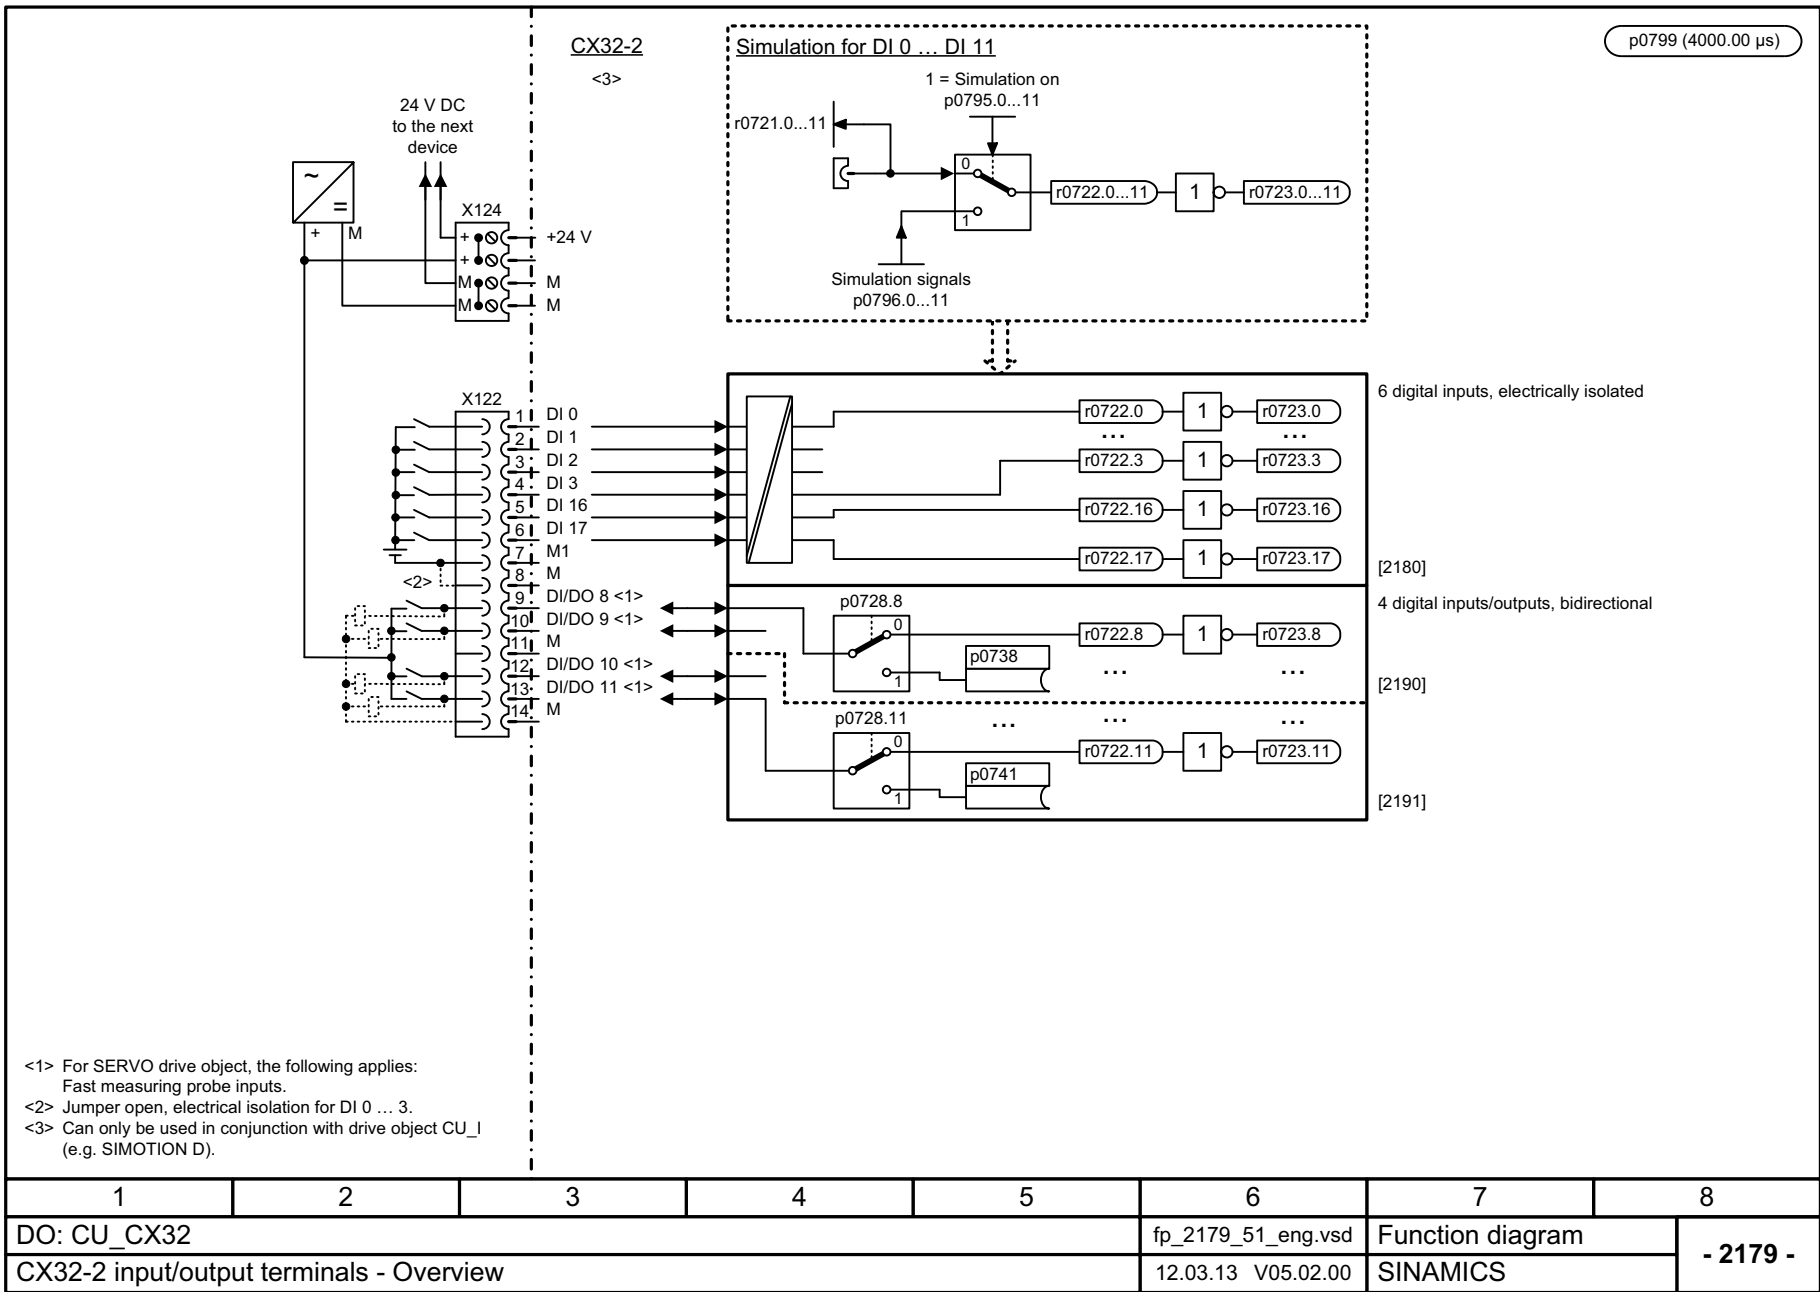 CX32-2
<3>
Simulation for DI 0 … DI 11
p0799 (4000.00 µs)
1 = Simulation on
p0795.0...11
r0721.0...11
0
1
r0722.0...11
1
r0723.0...11
Simulation signals
p0796.0...11
24 V DC
to the next
device
~
=
+
M
X124
+
+24 V
+
M
M
M
M
X122
1
DI 0
2
DI 1
3
DI 2
4
DI 3
5
DI 16
6
DI 17
7
M1
8
M
<2>
9
DI/DO 8 <1>
10
DI/DO 9 <1>
11
M
12
DI/DO 10 <1>
13
DI/DO 11 <1>
14
M
6 digital inputs, electrically isolated
r0722.0
1
r0723.0
...
...
r0722.3
1
r0723.3
r0722.16
1
r0723.16
r0722.17
1
r0723.17
[2180]
4 digital inputs/outputs, bidirectional
p0728.8
0
1
r0722.8
1
r0723.8
p0738
...
...
[2190]
p0728.11
0
1
...
...
...
r0722.11
1
r0723.11
p0741
[2191]
<1> For SERVO drive object, the following applies:
Fast measuring probe inputs.
<2> Jumper open, electrical isolation for DI 0 … 3.
<3> Can only be used in conjunction with drive object CU_I
(e.g. SIMOTION D).
1 2 3 4 5 6 7 8
DO: CU_CX32
fp_2179_51_eng.vsd
Function diagram
- 2179 -
CX32-2 input/output terminals - Overview
12.03.13 V05.02.00
SINAMICS